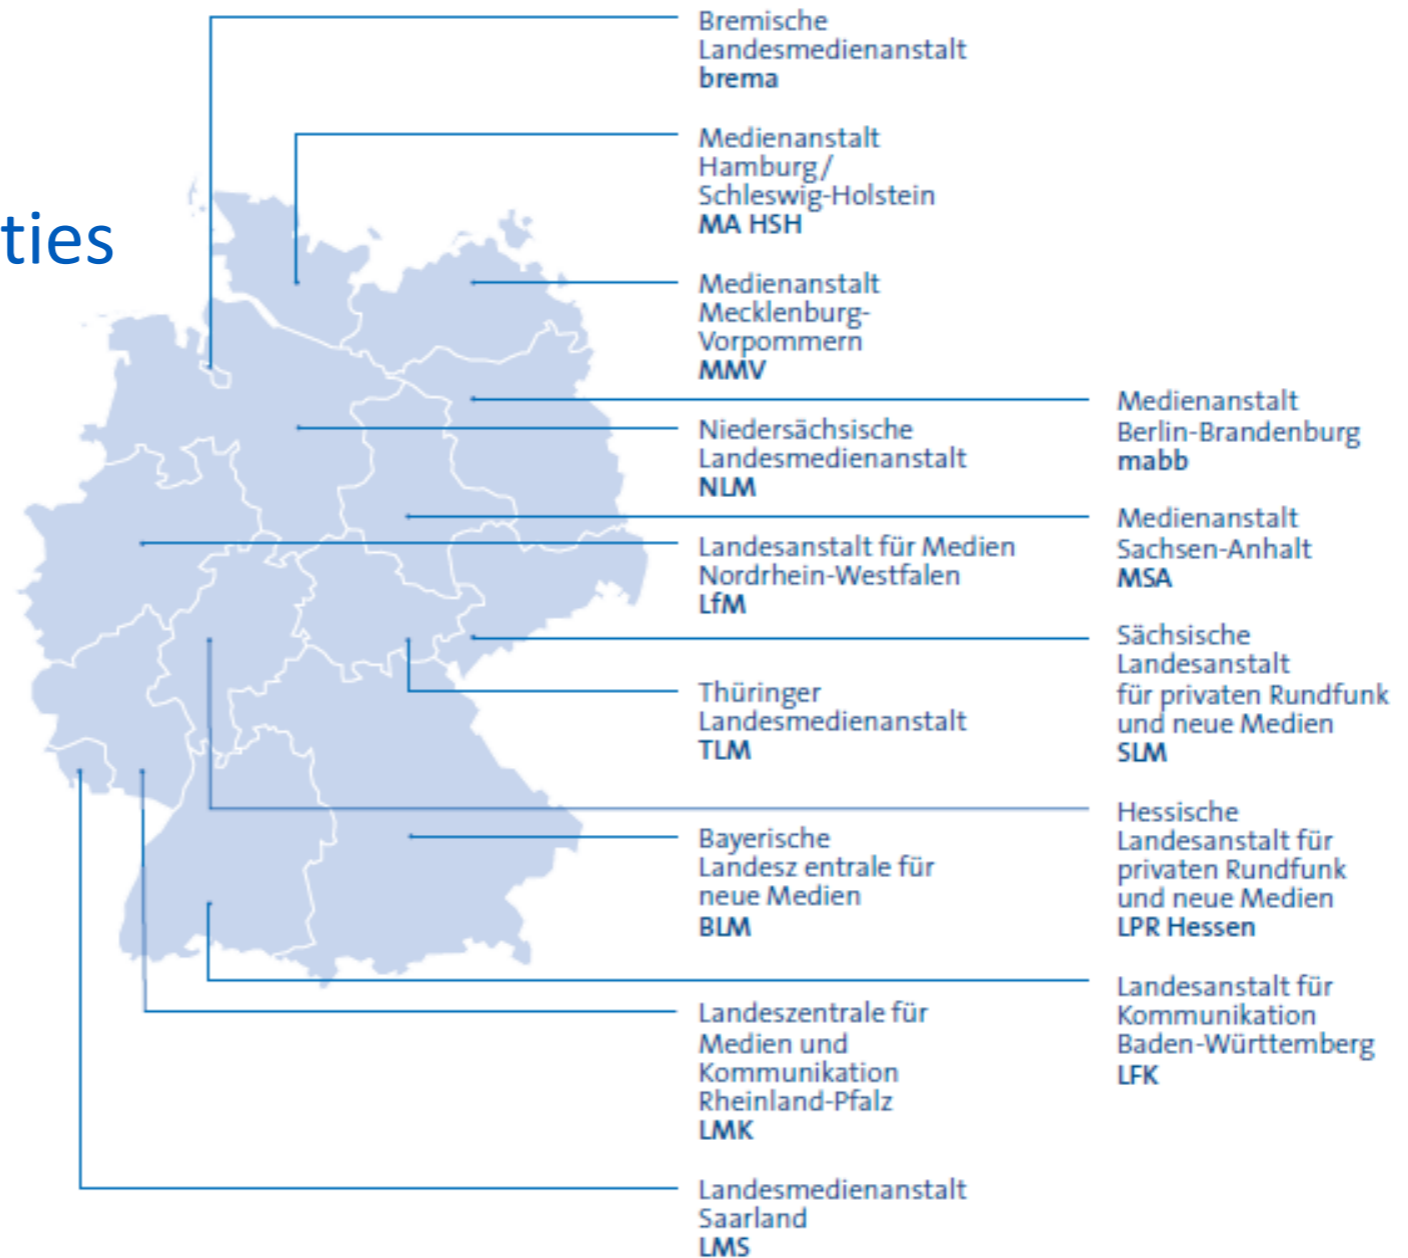 ties
Bremische
Landesmedienanstalt
brema
Medienanstalt
Hamburg/
Schleswig-Holstein
MA HSH
Medienanstalt
Mecklenburg-
Vorpommern
MMV
Niedersächsische
Landesmedienanstalt
NLM
Landesanstalt für Medien
Nordrhein-Westfalen
LfM
Thüringer
Landesmedienanstalt
TLM
Bayerische
Landesz entrale für
neue Medien
BLM
Landeszentrale für
Medien und
Kommunikation
Rheinland-Pfalz
LMK
Landesmedienanstalt
Saarland
LMS
Medienanstalt
Berlin-Brandenburg
mabb
Medienanstalt
Sachsen-Anhalt
MSA
Sächsische
Landesanstalt
für privaten Rundfunk
und neue Medien
SLM
Hessische
Landesanstalt für
privaten Rundfunk
und neue Medien
LPR Hessen
Landesanstalt für
Kommunikation
Baden-Württemberg
LFK